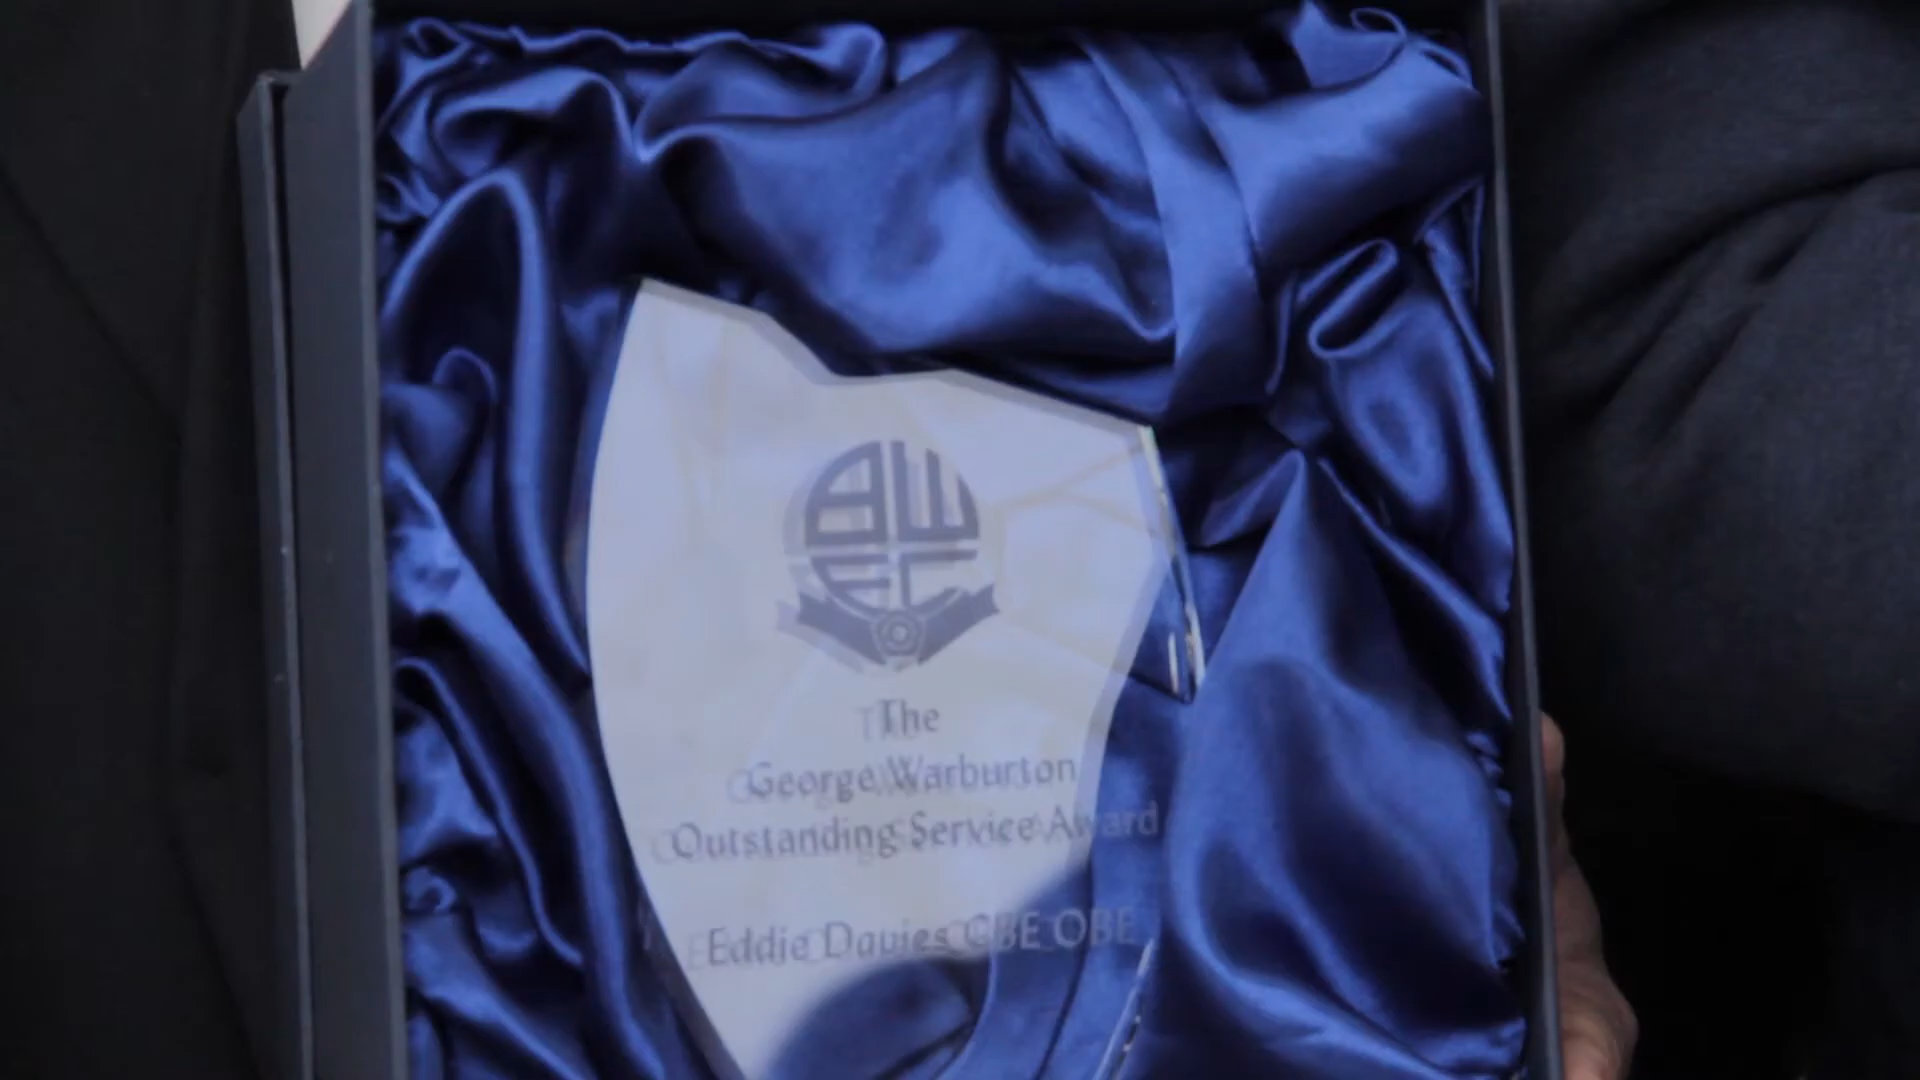 BW
FC
The
George Warburton
Outstanding Service Award
Eddie Davies CBE OBE